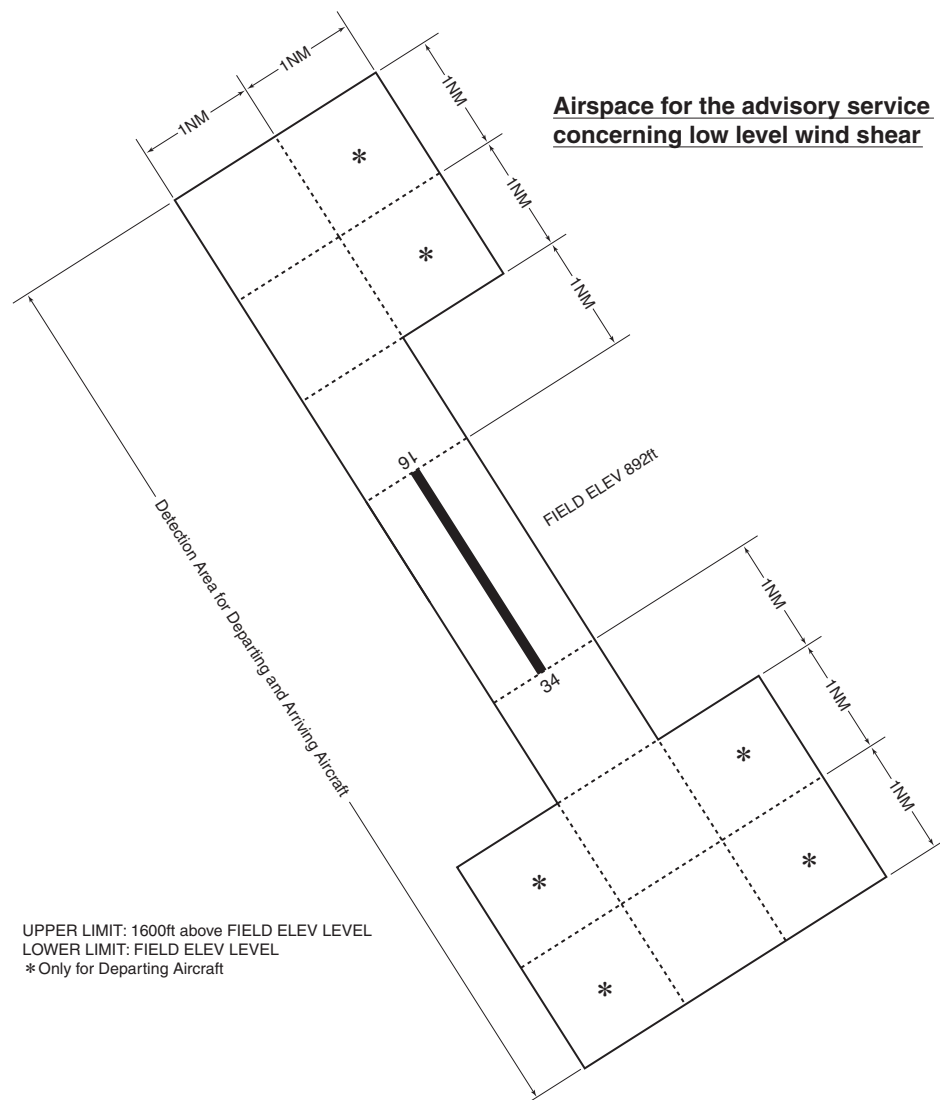 1NM
1NM
1NM
Airspace for the advisory service
concerning low level wind shear
*
1NM
*
1NM
16
FIELD ELEV 892ft
Detection Area for Departing and Arriving Aircraft
34
1NM
1NM
*
1NM
*
*
*
UPPER LIMIT: 1600ft above FIELD ELEV LEVEL
LOWER LIMIT: FIELD ELEV LEVEL
*Only for Departing Aircraft
1NM